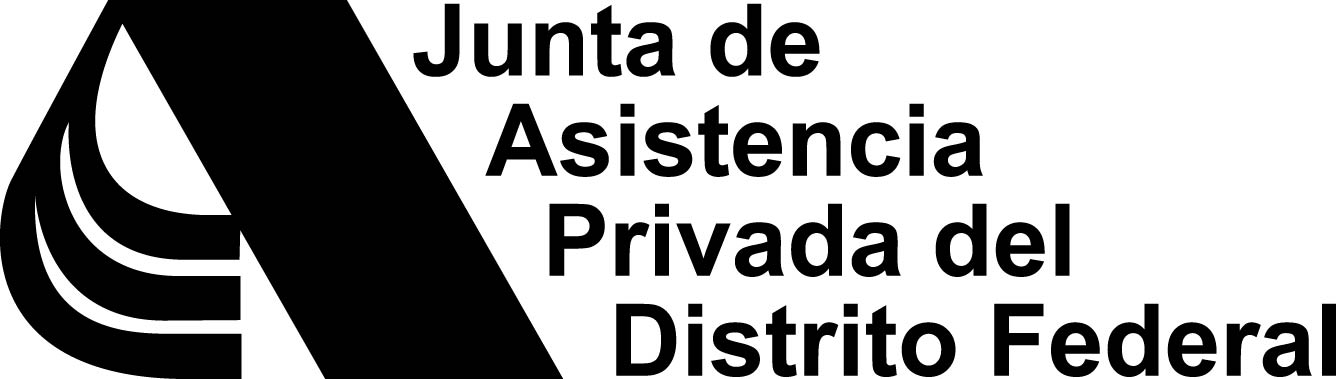 Junta de
Asistencia
Privada del
Distrito Federal